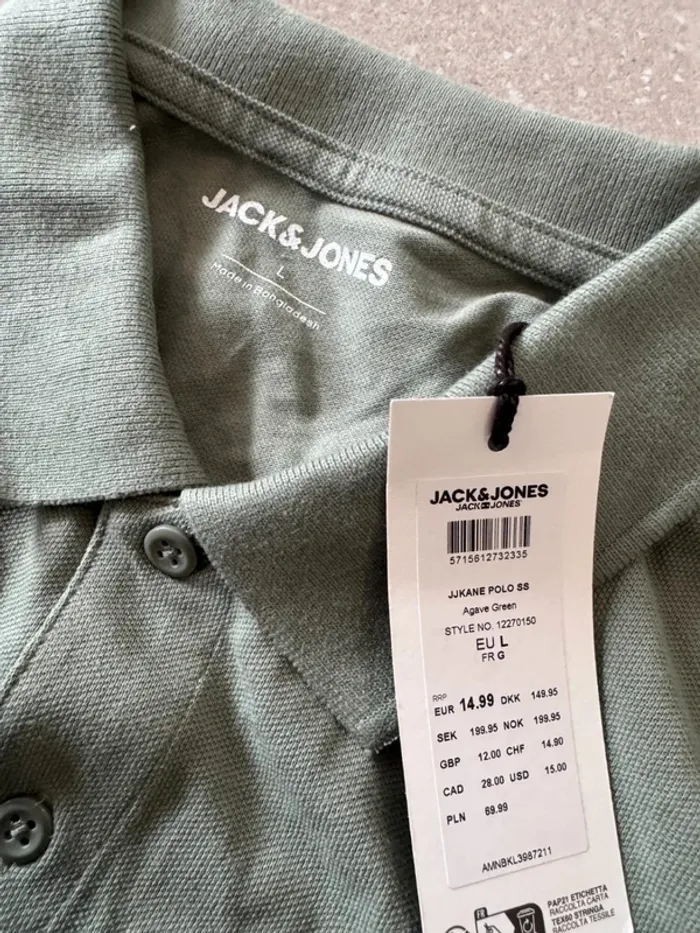 JACK&JONES
L
Made in Bangladesh
JACK&JONES
JACK&JONES
5715612732335
JJKANE POLO SS
Agave Green
STYLE NO. 12270150
EU L
FR G
RRP
EUR 14.99 DKK 149.95
SEK 199.95 NOK 199.95
GBP 12.00 CHF 14.90
CAD 28.00 USD 15.00
PLN 69.99
AMNBKL3987211
FR
PAP21 ETICHETTA
RACCOLTA CARTA
TEX60 STRINGA
RACCOLTA TESSILE